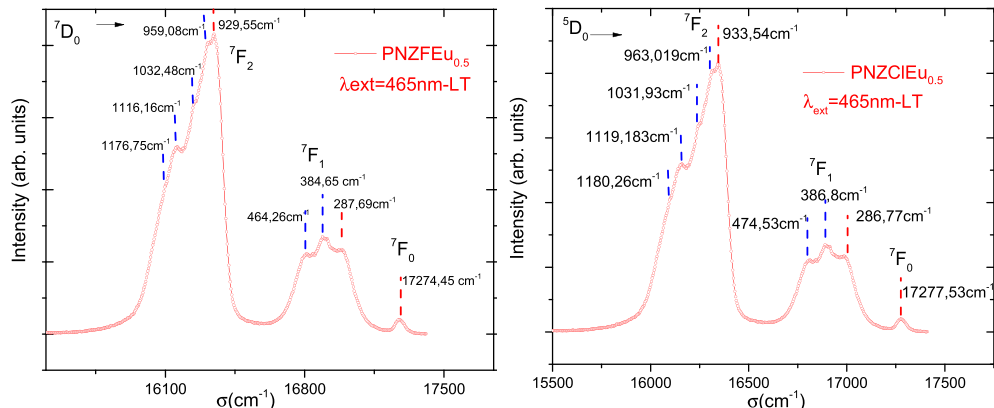 ⁷D₀
959,08cm⁻¹
929,55cm⁻¹
⁷F₂
PNZFEu₀.₅
λext=465nm-LT
1032,48cm⁻¹
1116,16cm⁻¹
1176,75cm⁻¹
⁷F₁
384,65 cm⁻¹
464,26cm⁻¹
287,69cm⁻¹
⁷F₀
17274,45 cm⁻¹
Intensity (arb. units)
16100 16800 17500
σ(cm⁻¹)
⁵D₀
⁷F₂
933,54cm⁻¹
963,019cm⁻¹
PNZClEu₀.₅
λₑₓₜ=465nm-LT
1031,93cm⁻¹
1119,183cm⁻¹
1180,26cm⁻¹
⁷F₁
386,8cm⁻¹
474,53cm⁻¹
286,77cm⁻¹
⁷F₀
17277,53cm⁻¹
Intensity (arb. units)
15500 16000 16500 17000 17500
σ(cm⁻¹)